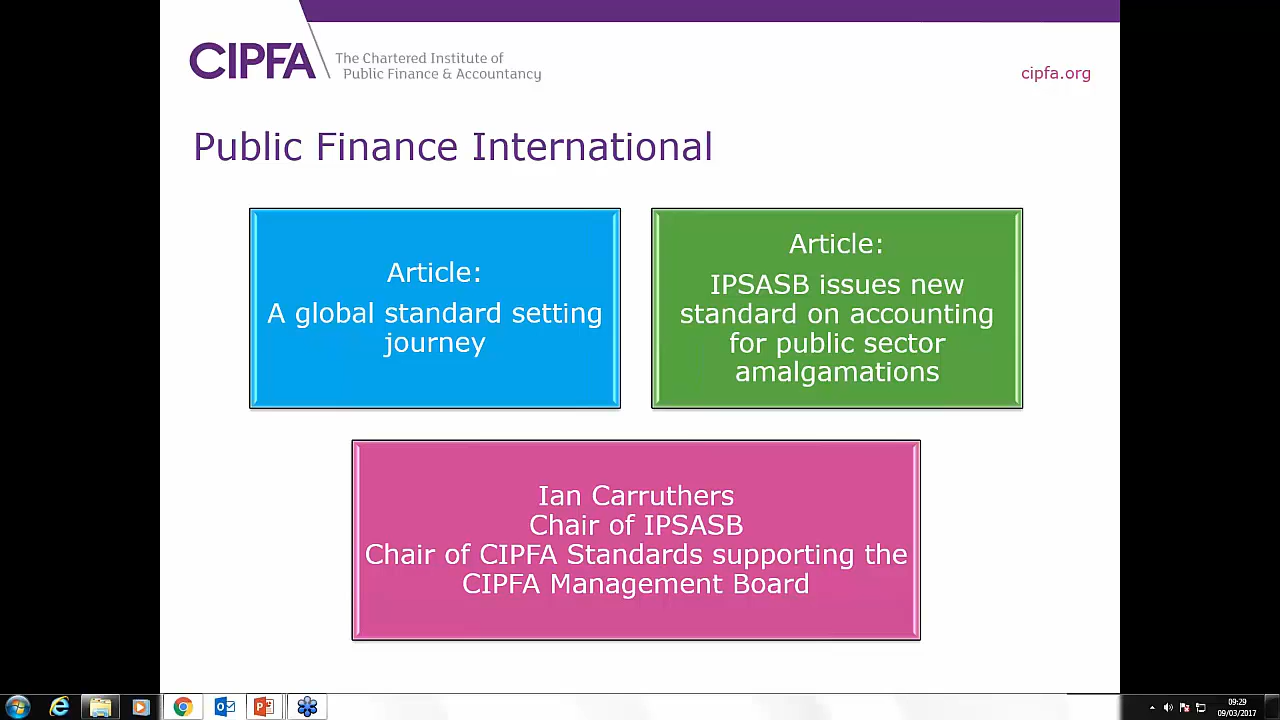 CIPFA
The Chartered Institute of
Public Finance & Accountancy
cipfa.org
Public Finance International
Article:
A global standard setting
journey
Article:
IPSASB issues new
standard on accounting
for public sector
amalgamations
Ian Carruthers
Chair of IPSASB
Chair of CIPFA Standards supporting the
CIPFA Management Board
09:29
09/03/2017